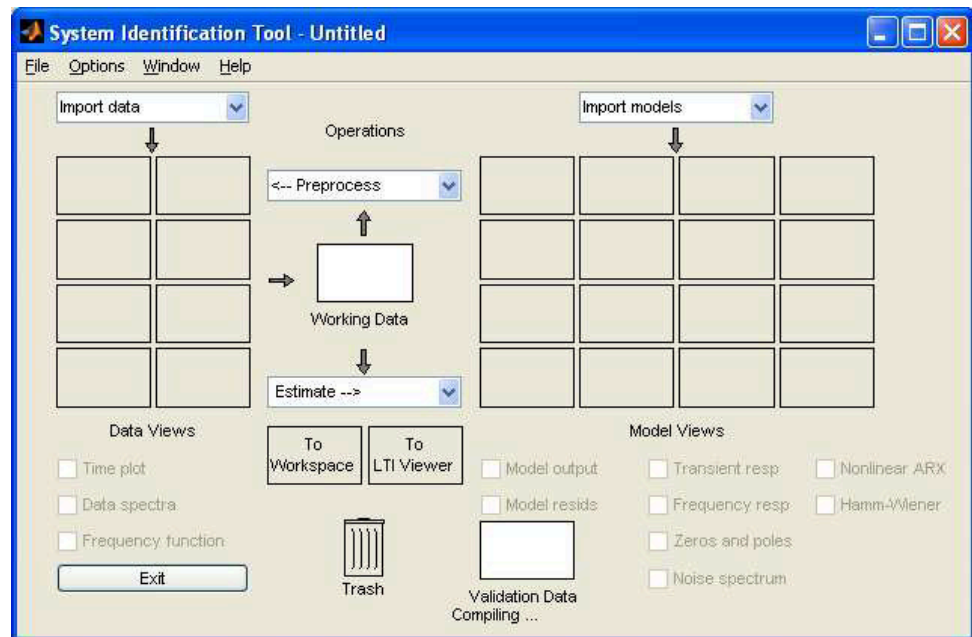 System Identification Tool - Untitled
File Options Window Help
Import data
Import models
Operations
<-- Preprocess
Working Data
Estimate -->
Data Views
Model Views
To Workspace
To LTI Viewer
Time plot
Data spectra
Frequency function
Model output
Model resids
Transient resp
Frequency resp
Zeros and poles
Noise spectrum
Nonlinear ARX
Hamm-Wiener
Exit
Trash
Validation Data
Compiling ...